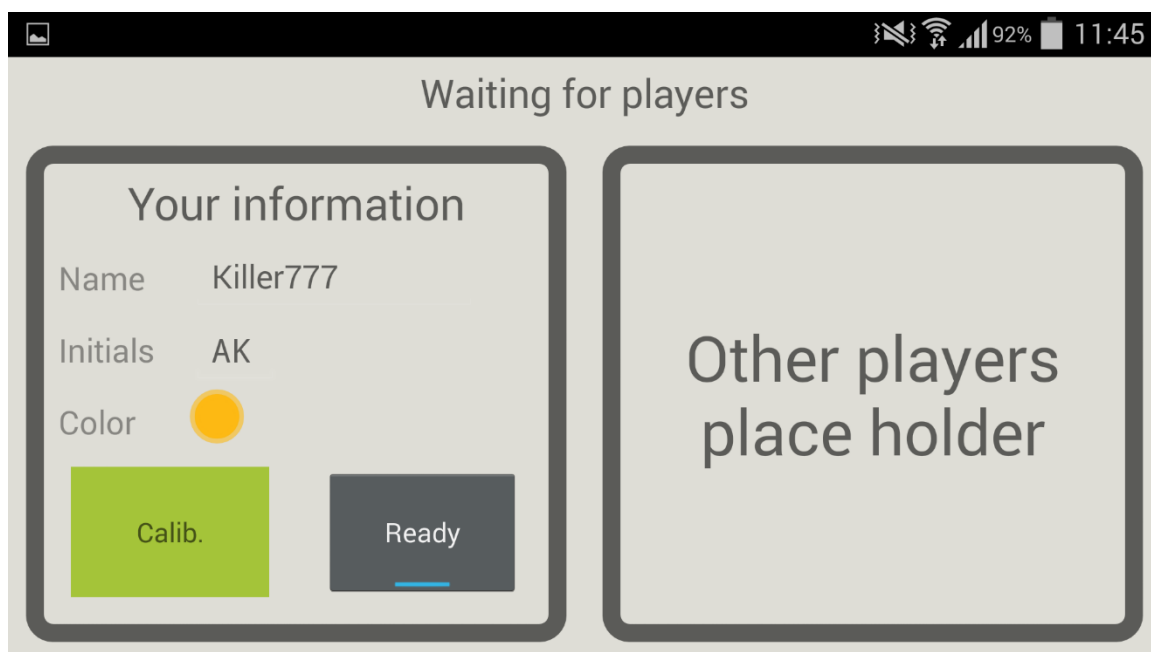 92% 11:45
Waiting for players
Your information
Name Killer777
Initials AK
Color
Calib. Ready
Other players
place holder